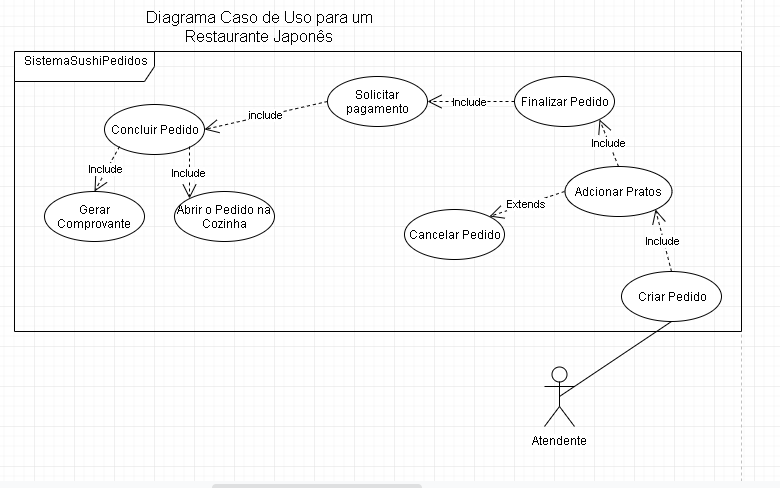 Diagrama Caso de Uso para um
Restaurante Japonês
SistemaSushiPedidos
Solicitar
pagamento
Include
Finalizar Pedido
include
Concluir Pedido
Include
Include
Include
Gerar
Comprovante
Abrir o Pedido na
Cozinha
Extends
Adcionar Pratos
Cancelar Pedido
Include
Criar Pedido
Atendente